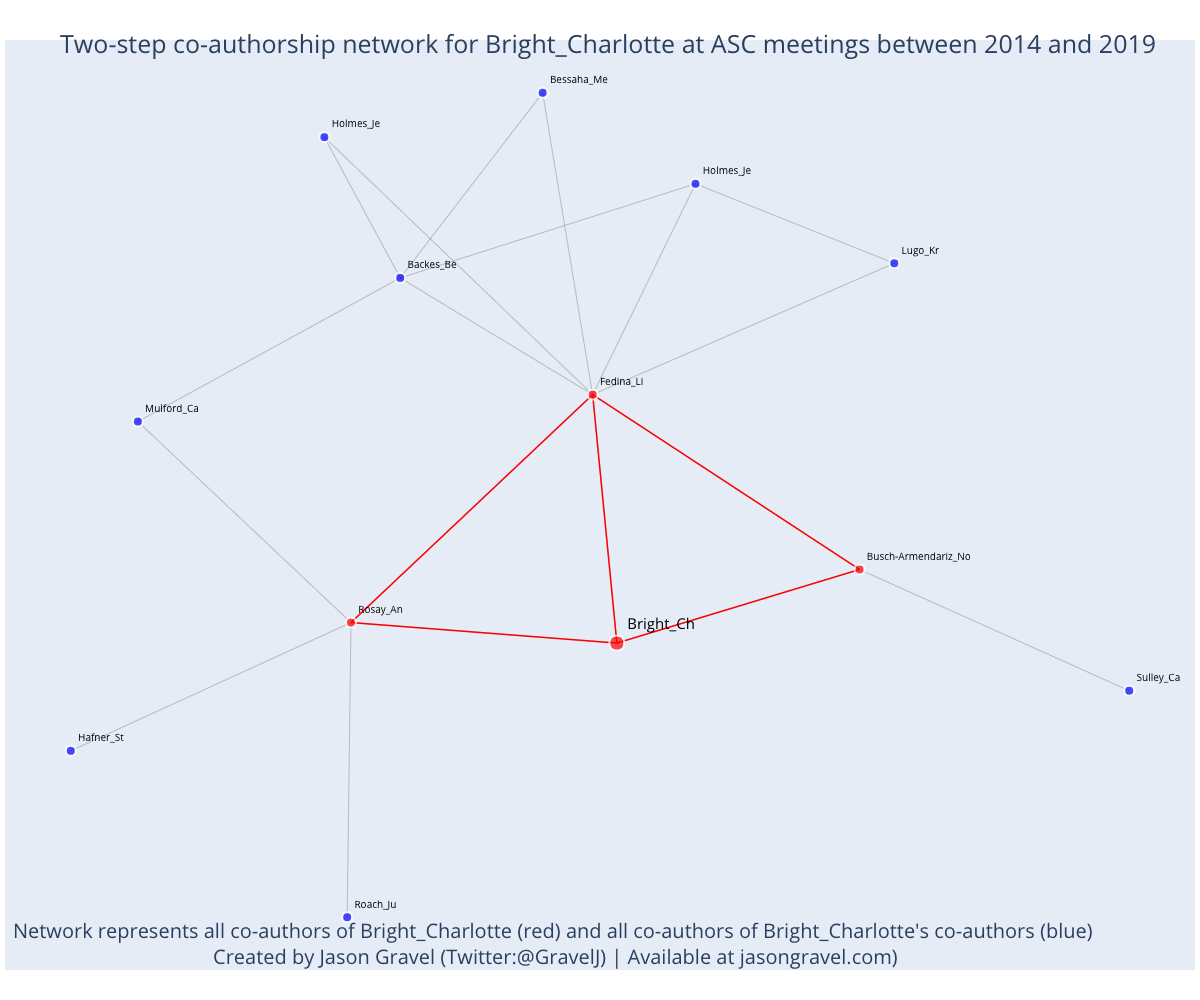 Two-step co-authorship network for Bright_Charlotte at ASC meetings between 2014 and 2019
Bessaha_Me
Holmes_Je
Holmes_Je
Lugo_Kr
Backes_Be
Fedina_Li
Mulford_Ca
Busch-Armendariz_No
Rosay_An
Bright_Ch
Sulley_Ca
Hafner_St
Roach_Ju
Network represents all co-authors of Bright_Charlotte (red) and all co-authors of Bright_Charlotte's co-authors (blue)
Created by Jason Gravel (Twitter:@GravelJ) | Available at jasongravel.com)